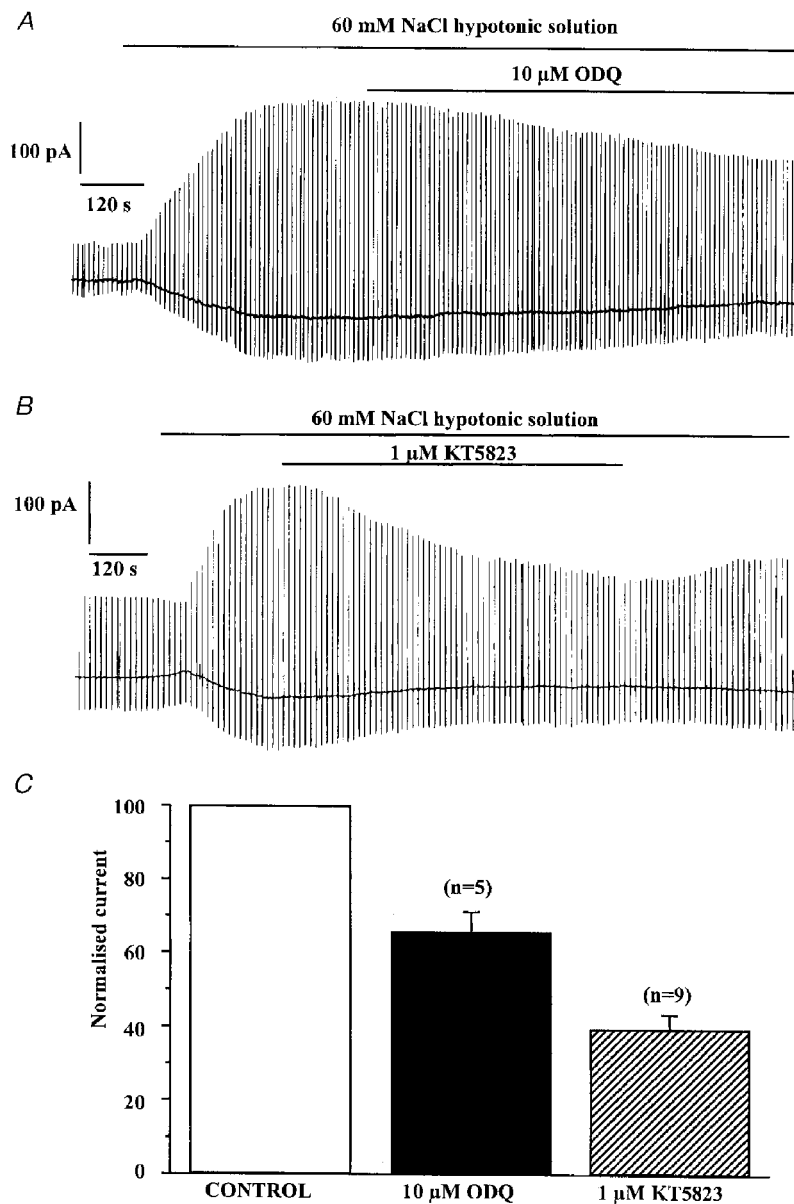 A
60 mM NaCl hypotonic solution
10 µM ODQ
100 pA
120 s
B
60 mM NaCl hypotonic solution
1 µM KT5823
100 pA
120 s
C
Normalised current
100
80
60
40
20
0
(n=5)
(n=9)
CONTROL
10 µM ODQ
1 µM KT5823